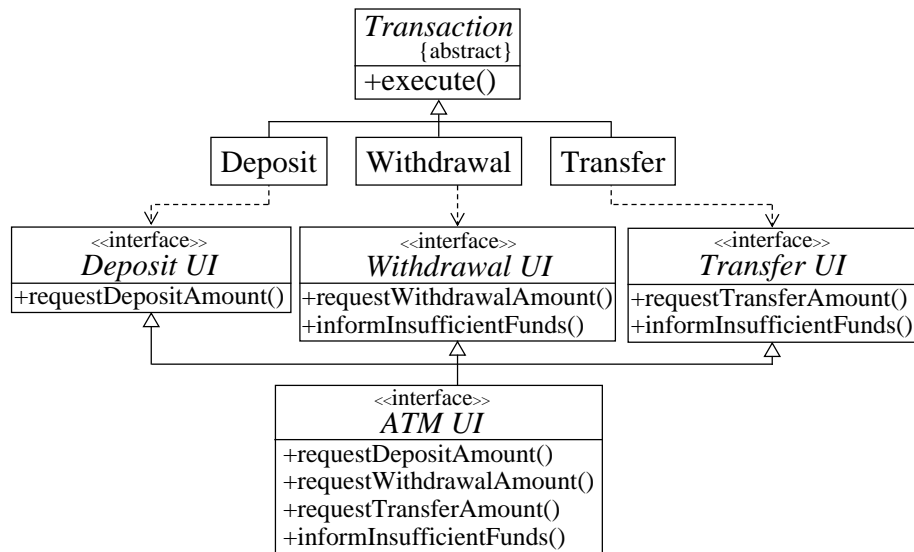 Transaction
{abstract}
+execute()
Deposit
Withdrawal
Transfer
<<interface>>
Deposit UI
+requestDepositAmount()
<<interface>>
Withdrawal UI
+requestWithdrawalAmount()
+informInsufficientFunds()
<<interface>>
Transfer UI
+requestTransferAmount()
+informInsufficientFunds()
<<interface>>
ATM UI
+requestDepositAmount()
+requestWithdrawalAmount()
+requestTransferAmount()
+informInsufficientFunds()